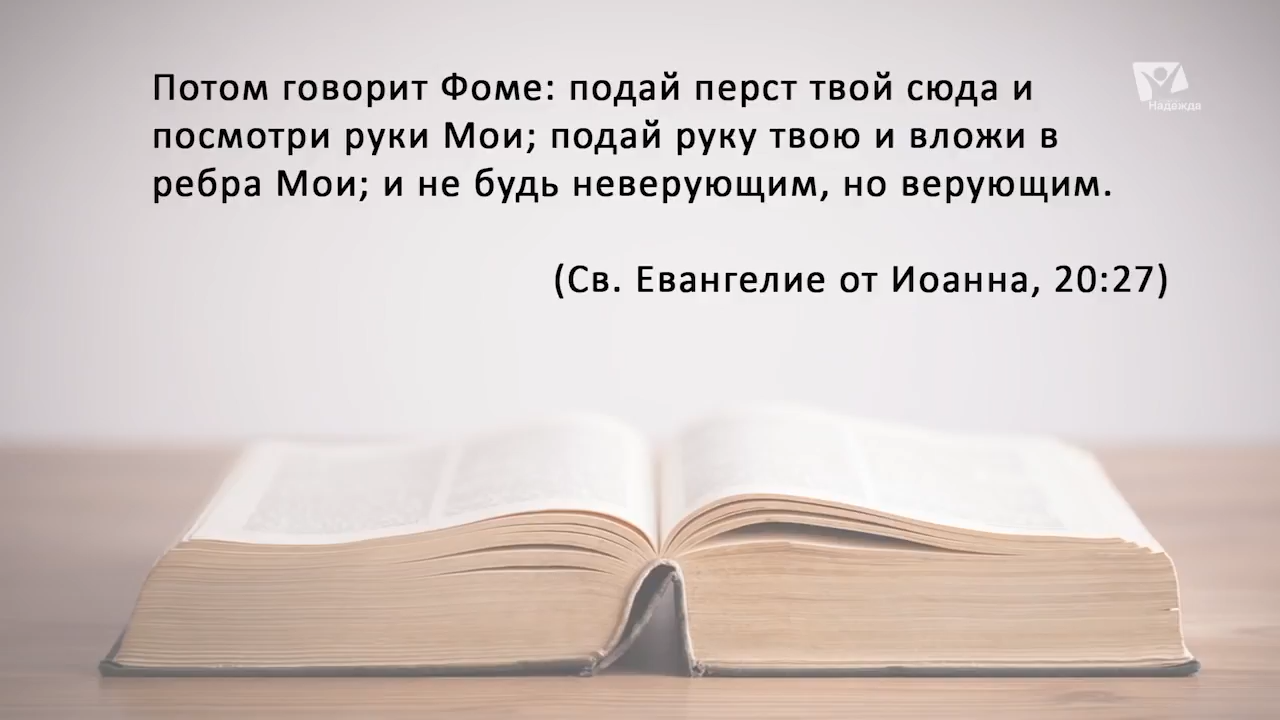 Потом говорит Фоме: подай перст твой сюда и
посмотри руки Мои; подай руку твою и вложи в
ребра Мои; и не будь неверующим, но верующим.
(Св. Евангелие от Иоанна, 20:27)
Надежда